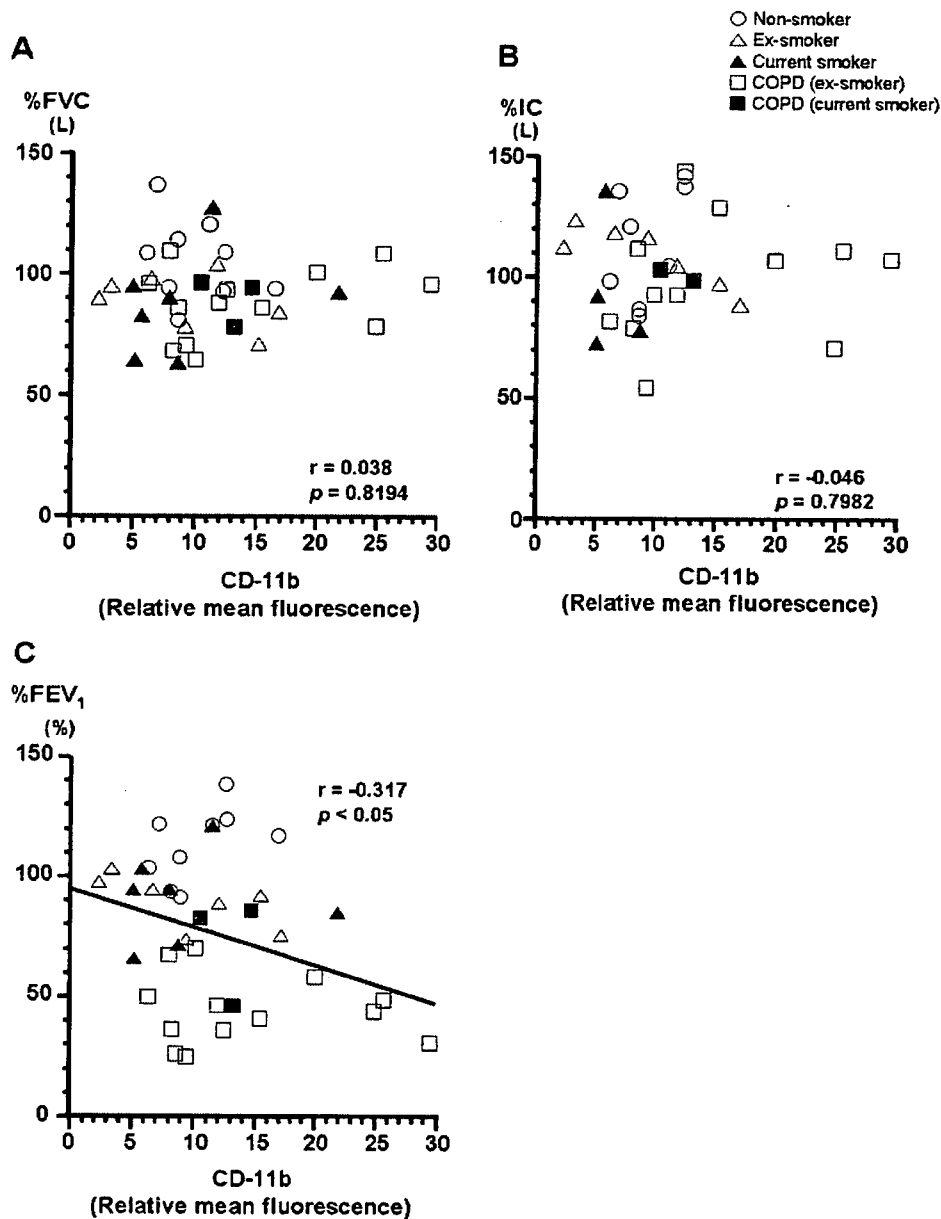 A
%FVC
(L)
150
100
50
0
0 5 10 15 20 25 30
CD-11b
(Relative mean fluorescence)
r = 0.038
p = 0.8194
B
%IC
(L)
Non-smoker
Ex-smoker
Current smoker
COPD (ex-smoker)
COPD (current smoker)
150
100
50
0
0 5 10 15 20 25 30
CD-11b
(Relative mean fluorescence)
r = -0.046
p = 0.7982
C
%FEV₁
(%)
150
100
50
0
0 5 10 15 20 25 30
CD-11b
(Relative mean fluorescence)
r = -0.317
p < 0.05